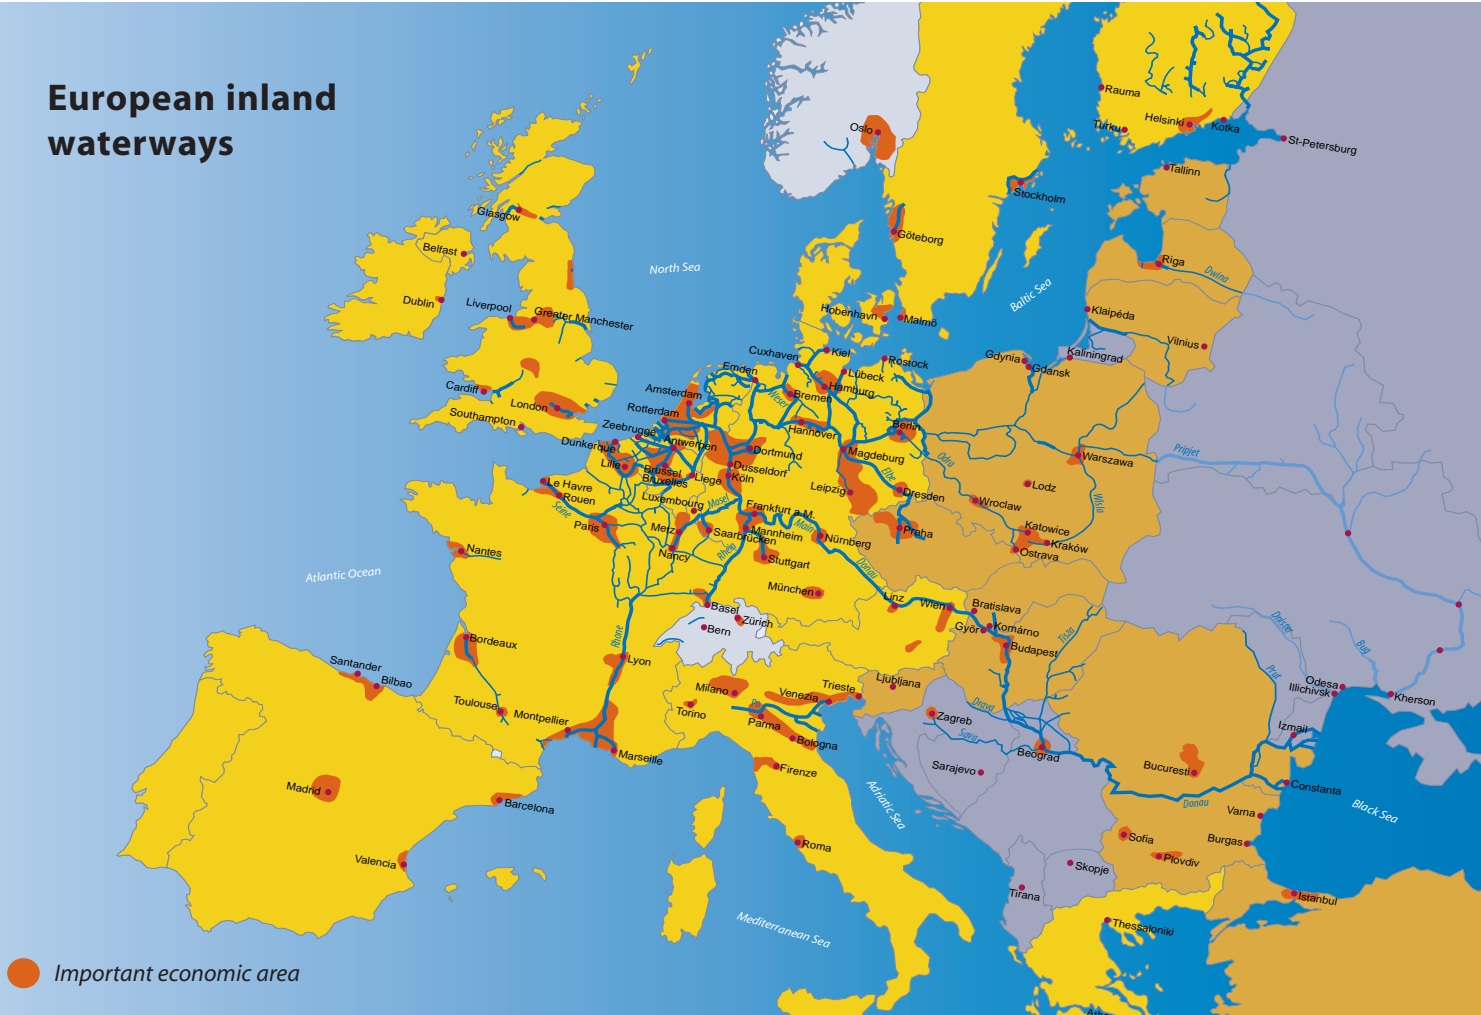 European inland
waterways
Rauma
Oslo
Turku
Helsinki
Kotka
St-Petersburg
Tallinn
Stockholm
Glasgow
Göteborg
Belfast
North Sea
Riga
Dwina
Baltic Sea
Dublin
Liverpool
Greater Manchester
Hobenhavn
Malmö
Klaipéda
Vilnius
Kaliningrad
Gdynia
Gdansk
Cuxhaven
Kiel
Rostock
Emden
Lübeck
Hamburg
Weser
Bremen
Cardiff
London
Amsterdam
Southampton
Rotterdam
Zeebrugge
Hannover
Berlin
Dunkerque
Antwerpen
Dortmund
Magdeburg
Odra
Warszawa
Pripjet
Lille
Brussel
Bruxelles
Liege
Dusseldorf
Köln
Elbe
Le Havre
Rouen
Leipzig
Dresden
Lodz
Wisla
Seine
Luxembourg
Mosel
Frankfurt a.M.
Wroclaw
Paris
Metz
Saarbrücken
Mannheim
Main
Nürnberg
Praha
Katowice
Kraków
Ostrava
Nantes
Nancy
Rhein
Stuttgart
Donau
Atlantic Ocean
München
Linz
Wien
Bratislava
Basel
Zürich
Bern
Györ
Komárno
Budapest
Tisza
Dnister
Bug
Bordeaux
Rhone
Lyon
Santander
Bilbao
Ljubljana
Prut
Odesa
Illichivsk
Kherson
Milano
Venezia
Trieste
Toulouse
Montpellier
Torino
Po
Parma
Bologna
Zagreb
Drava
Sava
Izmail
Marseille
Beograd
Firenze
Sarajevo
Bucuresti
Madrid
Barcelona
Adriatic Sea
Donau
Constanta
Varna
Black Sea
Roma
Sofia
Burgas
Valencia
Plovdiv
Skopje
Tirana
Istanbul
Mediterranean Sea
Thessaloniki
Important economic area